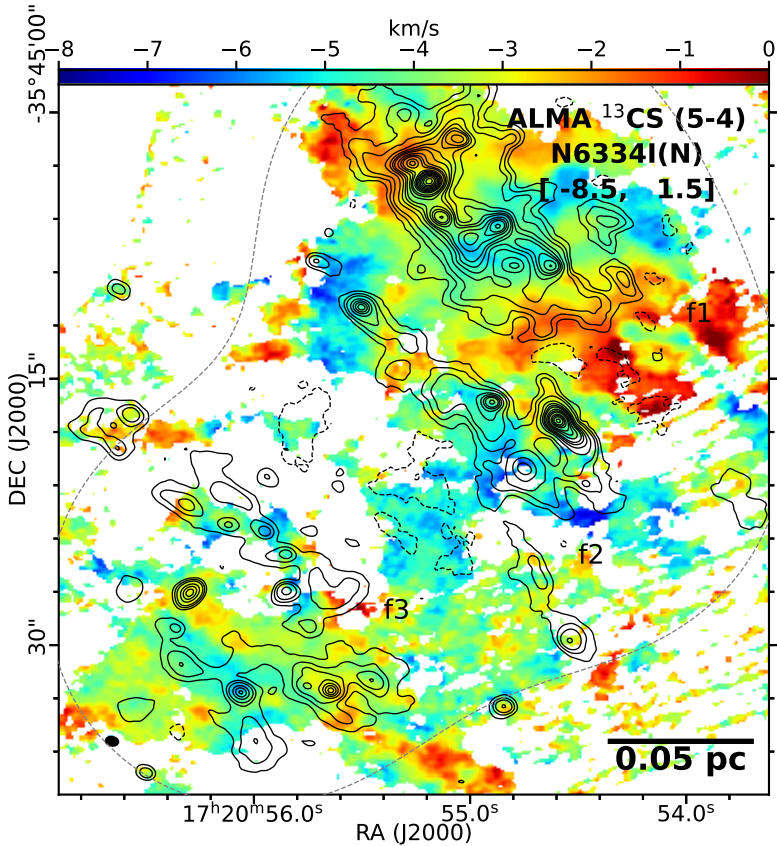 km/s
−8 −7 −6 −5 −4 −3 −2 −1 0
−35°45'00"
ALMA ¹³CS (5-4)
N6334I(N)
[ -8.5, 1.5]
f1
15"
DEC (J2000)
f2
f3
30"
0.05 pc
17ʰ20ᵐ56.0ˢ 55.0ˢ 54.0ˢ
RA (J2000)